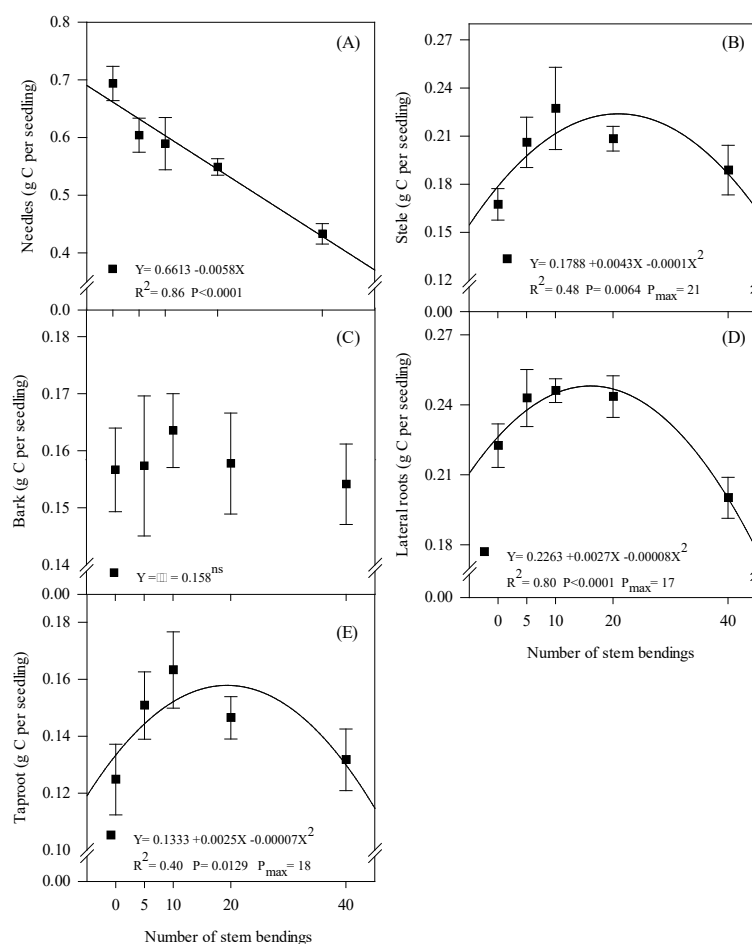 (A)
0.8
0.7
0.6
0.5
0.4
0.0
Needles (g C per seedling)
Y= 0.6613 -0.0058X
R2= 0.86 P<0.0001
(B)
0.27
0.24
0.21
0.18
0.15
0.12
0.00
Stele (g C per seedling)
Y= 0.1788 +0.0043X -0.0001X2
R2= 0.48 P= 0.0064 Pmax= 21
(C)
0.18
0.17
0.16
0.15
0.14
0.00
Bark (g C per seedling)
Y = = 0.158ns
(D)
0.27
0.24
0.21
0.18
0.00
Lateral roots (g C per seedling)
Y= 0.2263 +0.0027X -0.00008X2
R2= 0.80 P<0.0001 Pmax= 17
0 5 10 20 40
Number of stem bendings
(E)
0.16
0.14
0.12
0.10
0.00
Taproot (g C per seedling)
Y= 0.1333 +0.0025X -0.00007X2
R2= 0.40 P= 0.0129 Pmax= 18
0 5 10 20 40
Number of stem bendings